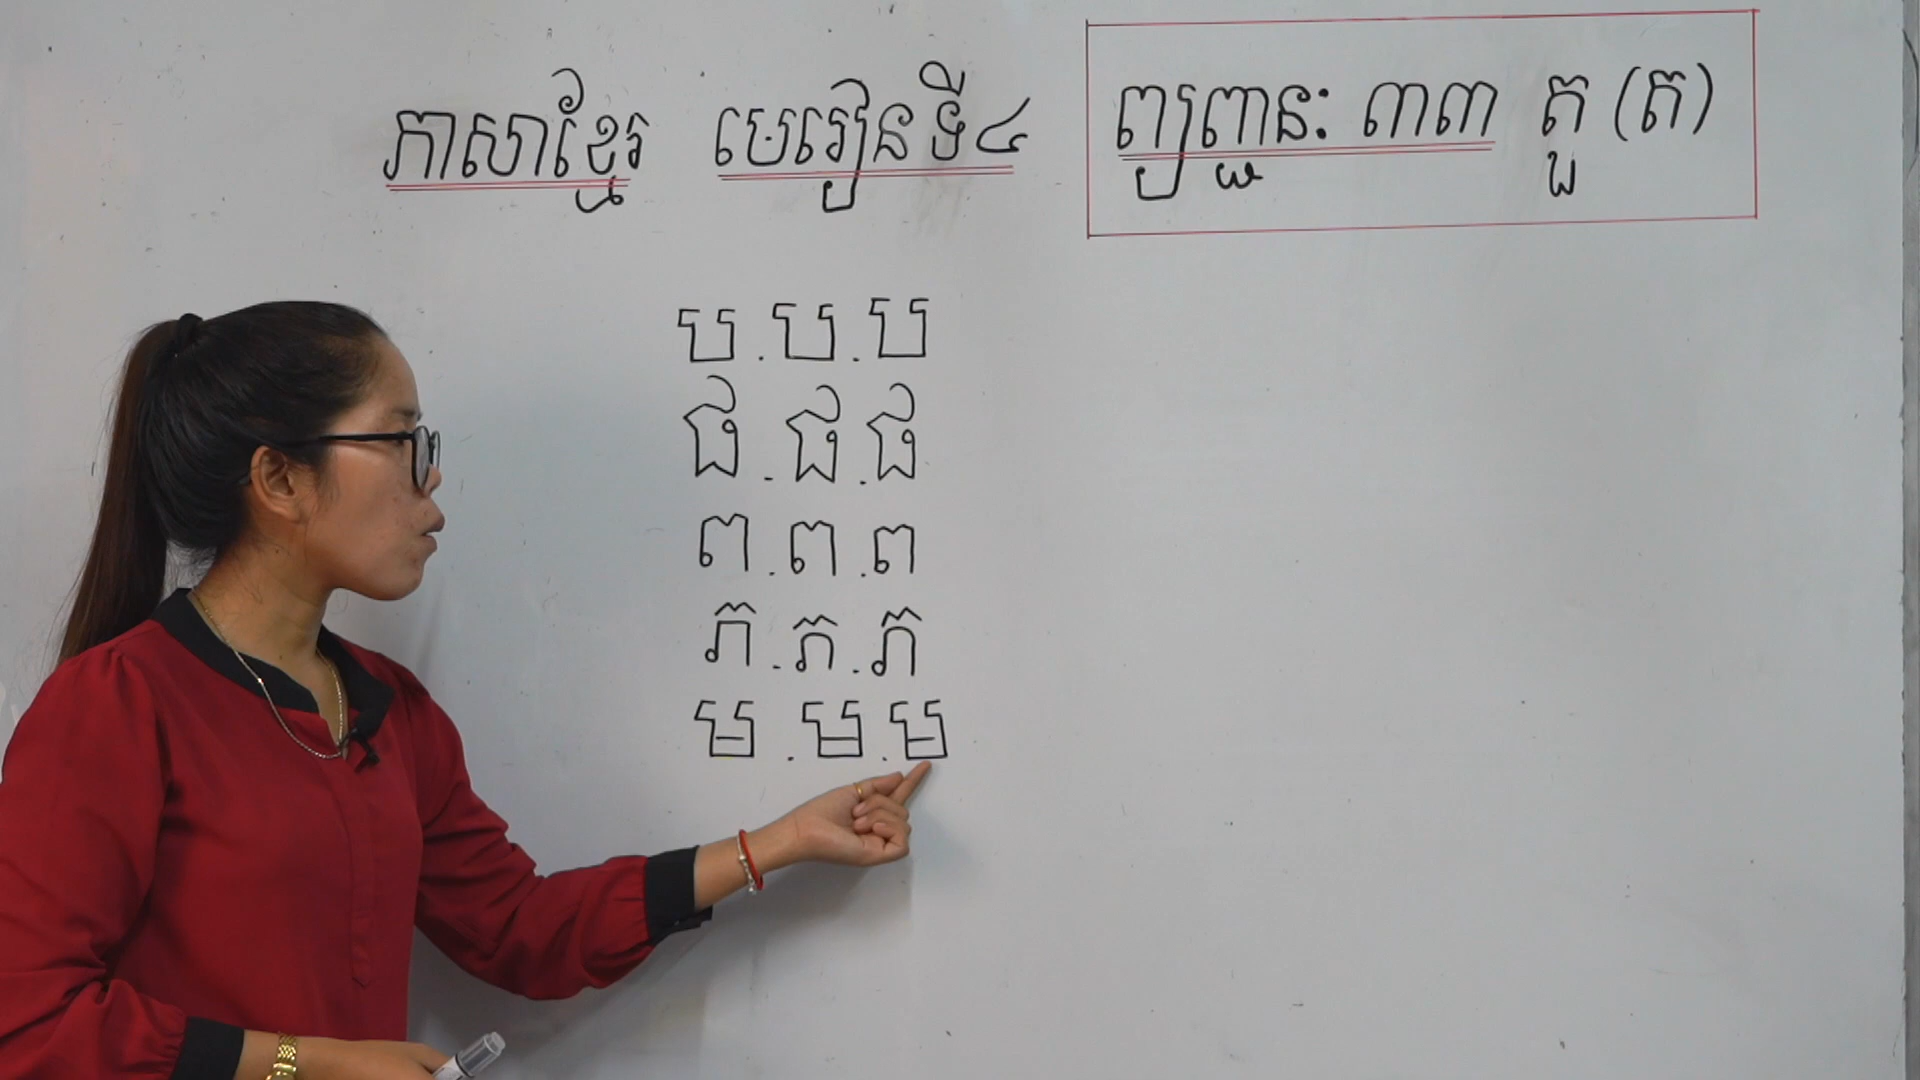 ភាសាខ្មែរ មេរៀនទី៤
ព្យញ្ជនៈ ៣៣ តួ (ត)
ប . ប . ប
ផ . ផ . ផ
ព . ព . ព
ភ . ភ . ភ
ម . ម . ម